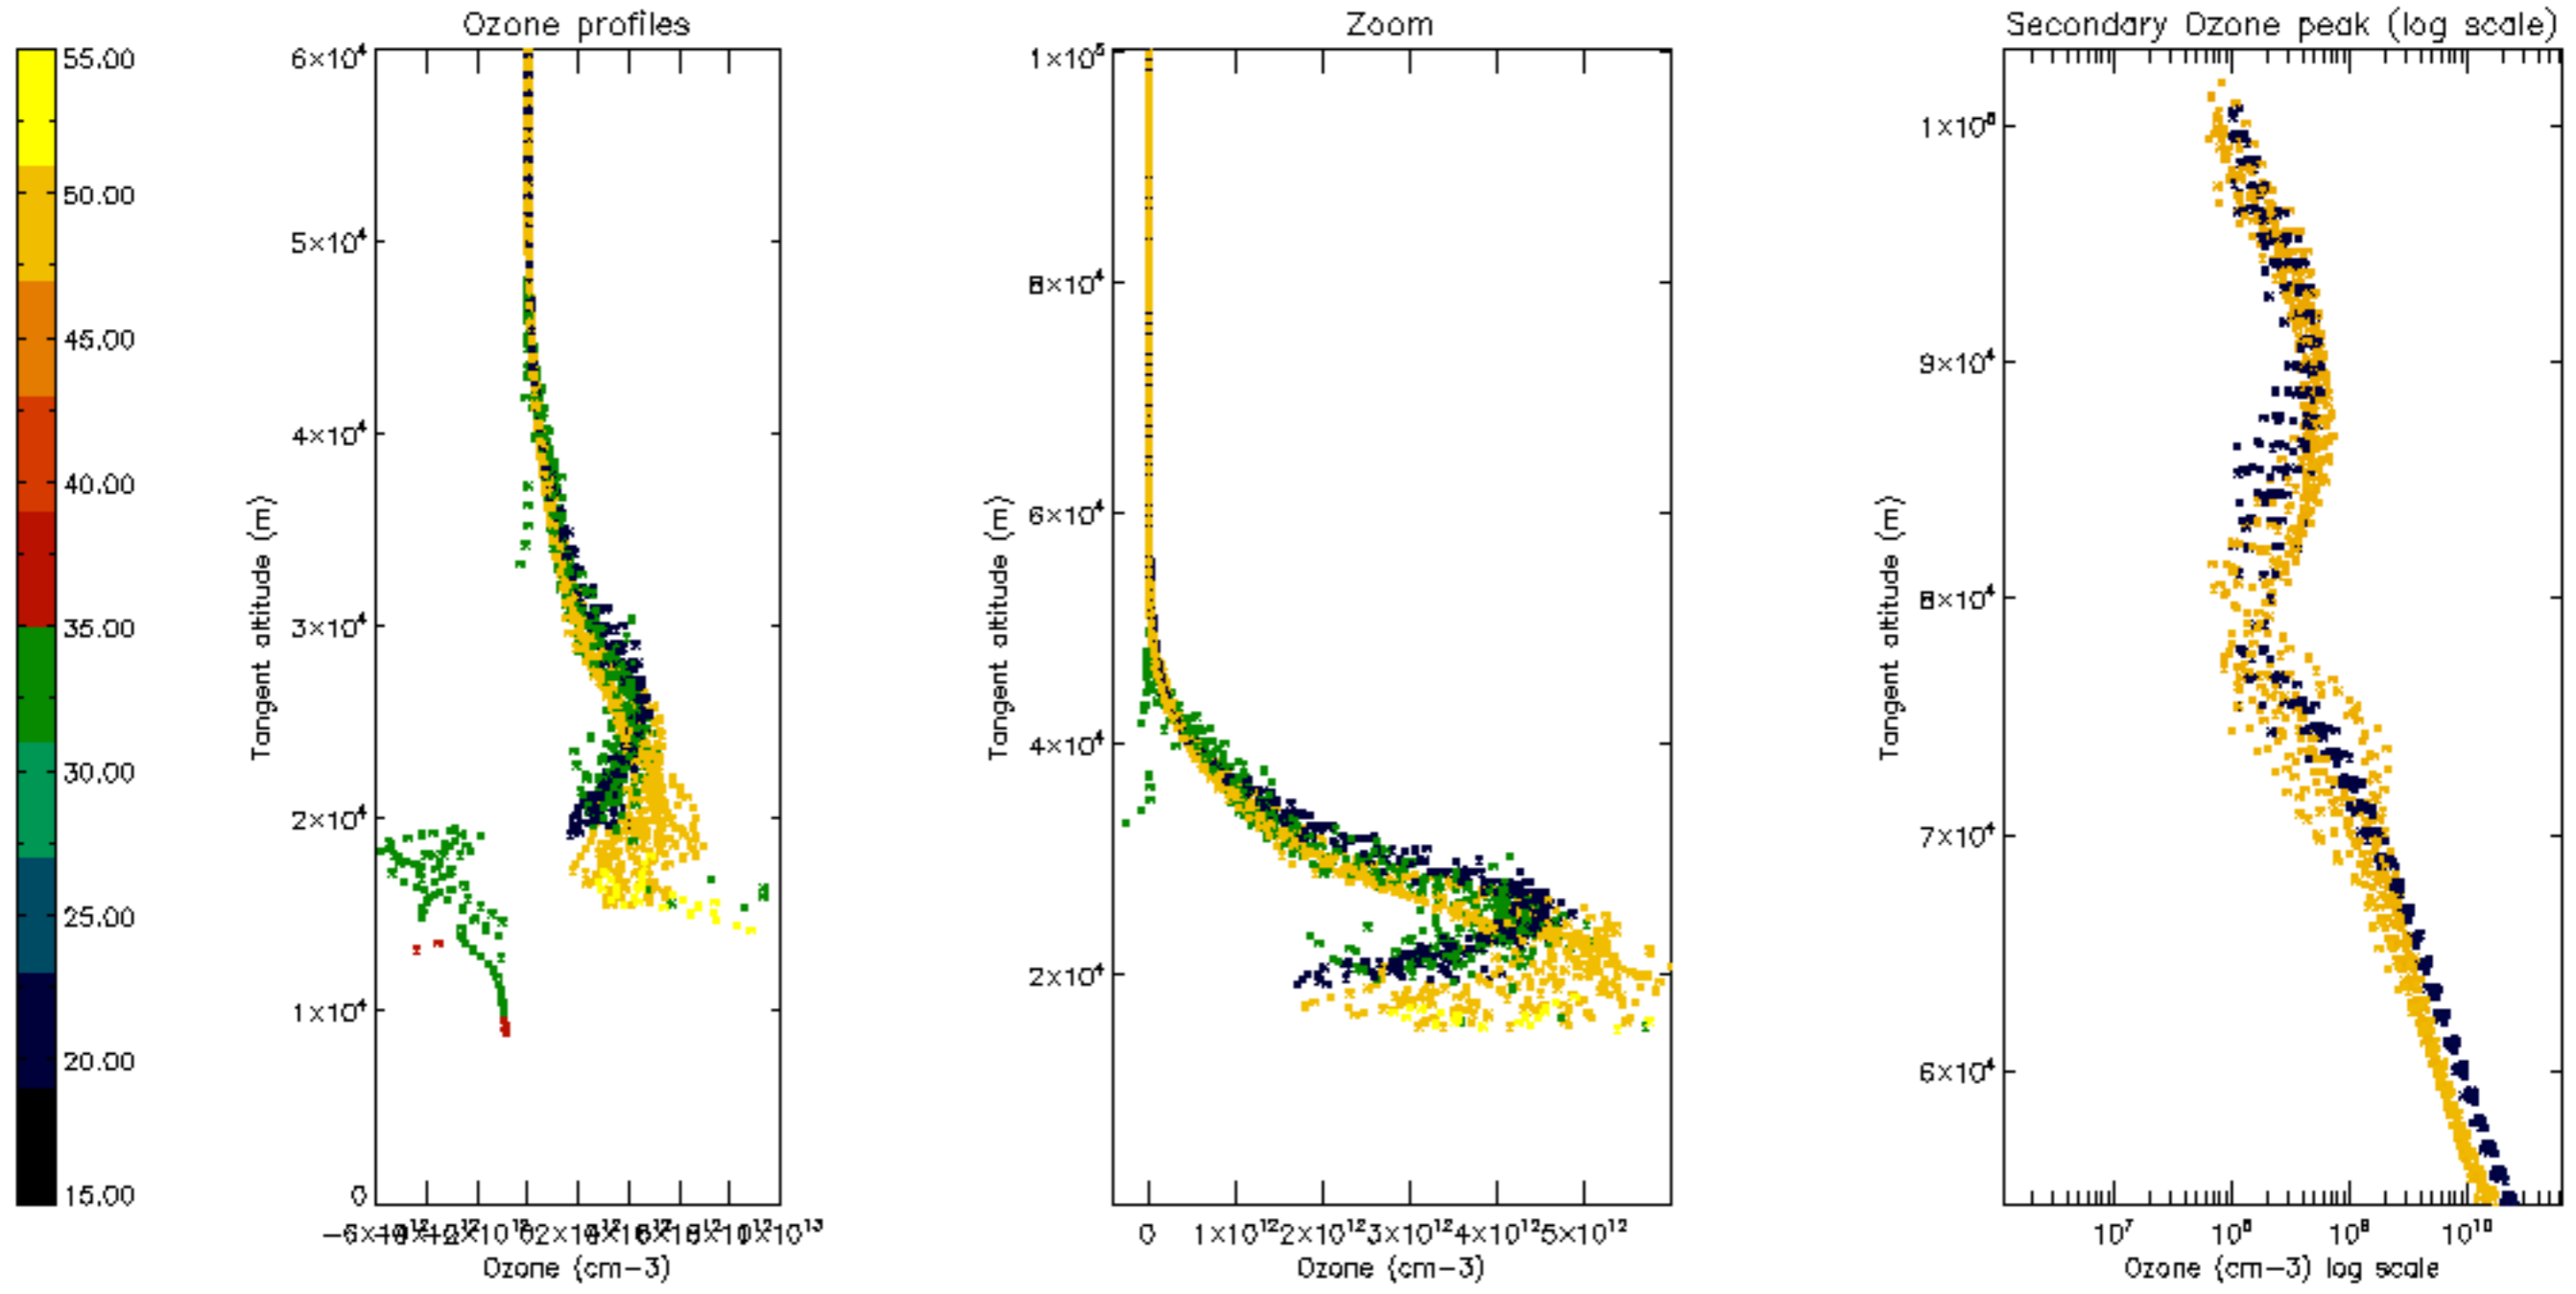 Ozone profiles
Zoom
Secondary Ozone peak (log scale)
55.00
50.00
45.00
40.00
35.00
30.00
25.00
20.00
15.00
6×10⁴
5×10⁴
4×10⁴
3×10⁴
2×10⁴
1×10⁴
0
Tangent altitude (m)
Ozone (cm−3)
1×10⁵
8×10⁴
6×10⁴
4×10⁴
2×10⁴
Tangent altitude (m)
0 1×10¹² 2×10¹² 3×10¹² 4×10¹² 5×10¹²
Ozone (cm−3)
1×10⁵
9×10⁴
8×10⁴
7×10⁴
6×10⁴
Tangent altitude (m)
10⁷ 10⁸ 10⁹ 10¹⁰
Ozone (cm−3) log scale